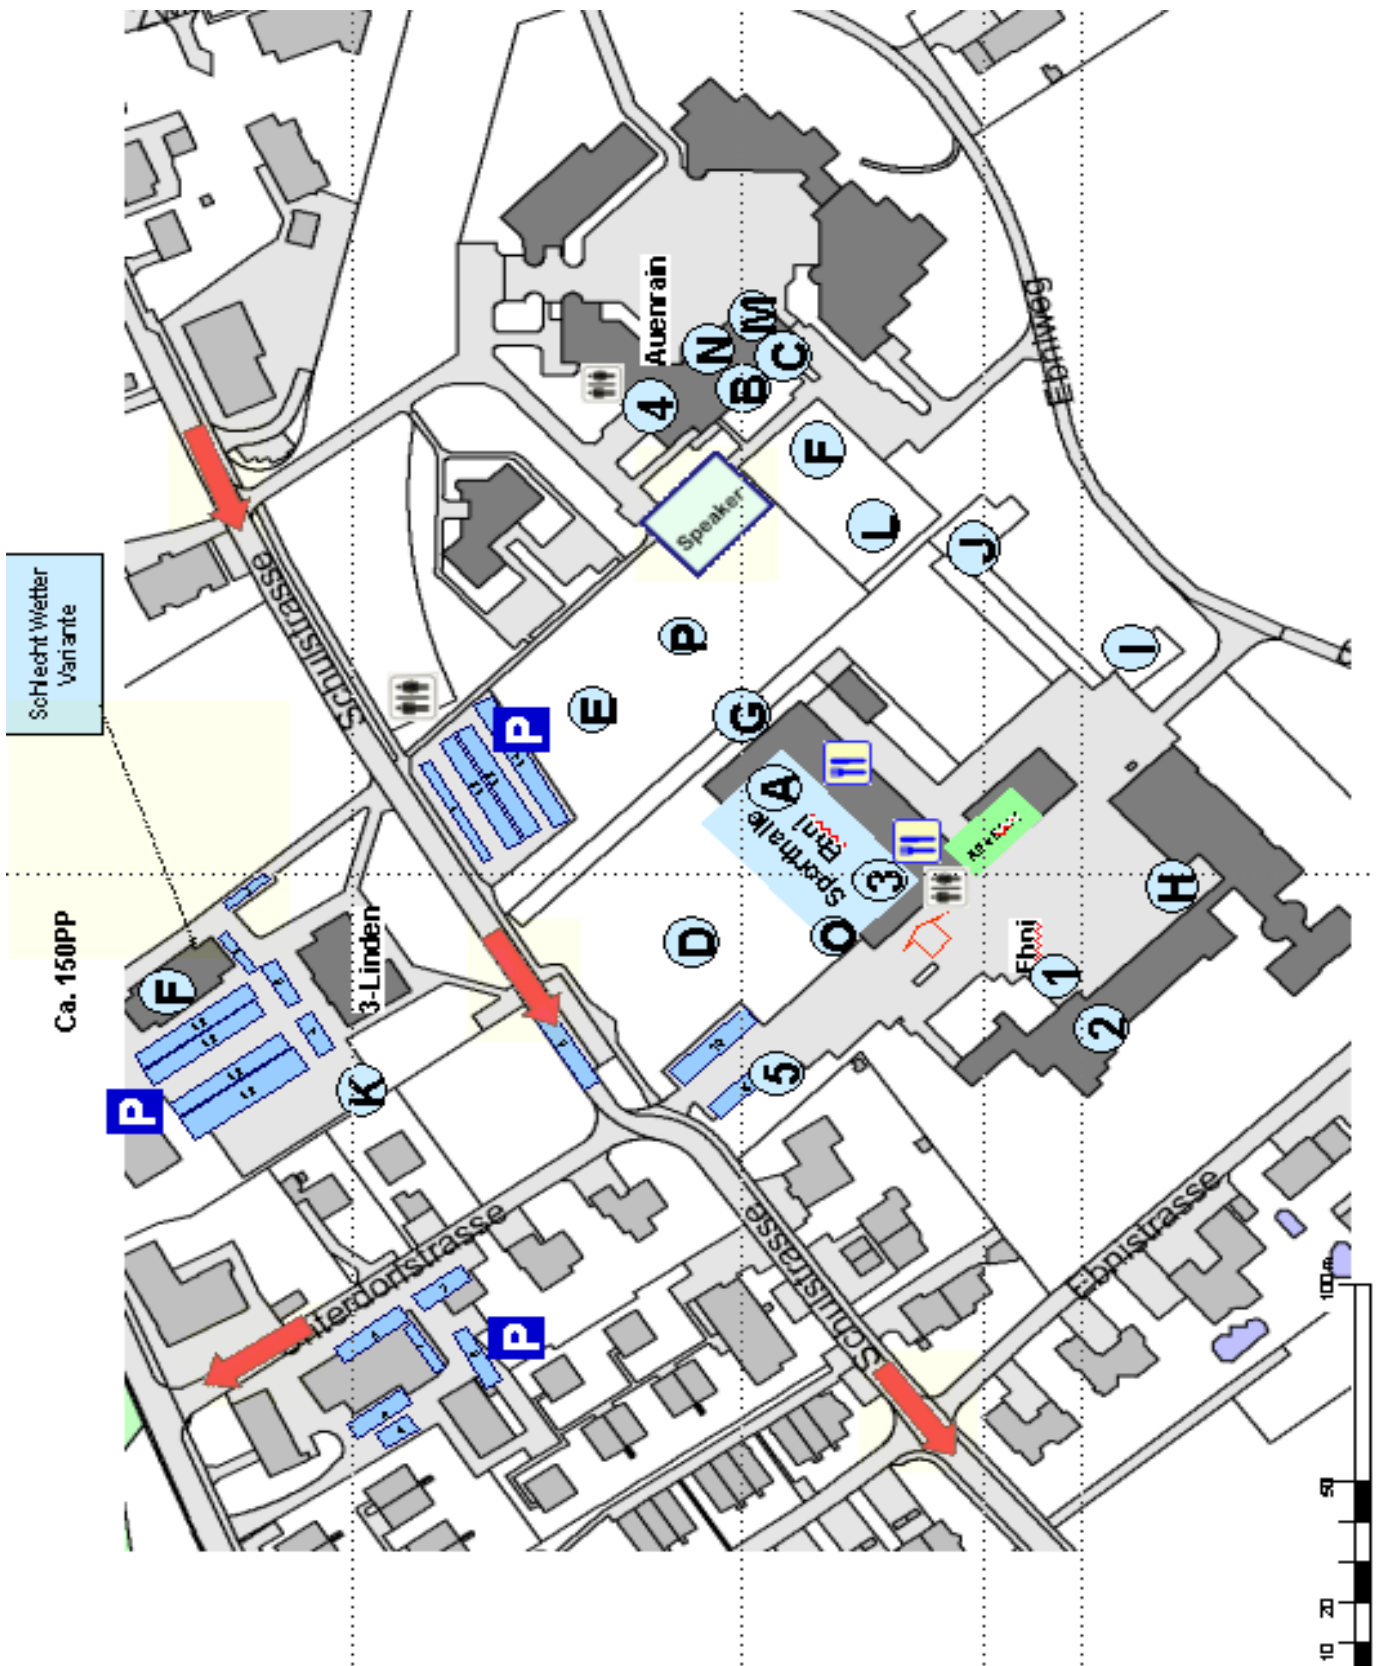 Schlecht Wetter
Variante
Ca. 150PP
Schulstrasse
Schulstrasse
Ebniweg
Ebnistrasse
3-Linden
Auenrain
Speaker
Sporthalle
Ebni
Ebni
P
P
P
F
K
E
P
G
D
A
3
O
5
1
2
H
I
J
L
F
4
N
M
B
C
10
20
50
100m